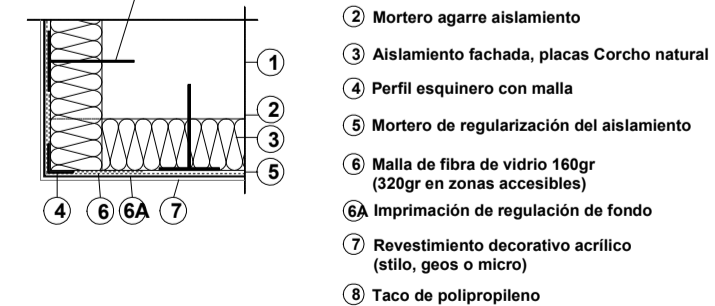 1
2
3
5
4
6
6A
7
2 Mortero agarre aislamiento
3 Aislamiento fachada, placas Corcho natural
4 Perfil esquinero con malla
5 Mortero de regularización del aislamiento
6 Malla de fibra de vidrio 160gr
(320gr en zonas accesibles)
6A Imprimación de regulación de fondo
7 Revestimiento decorativo acrílico
(stilo, geos o micro)
8 Taco de polipropileno